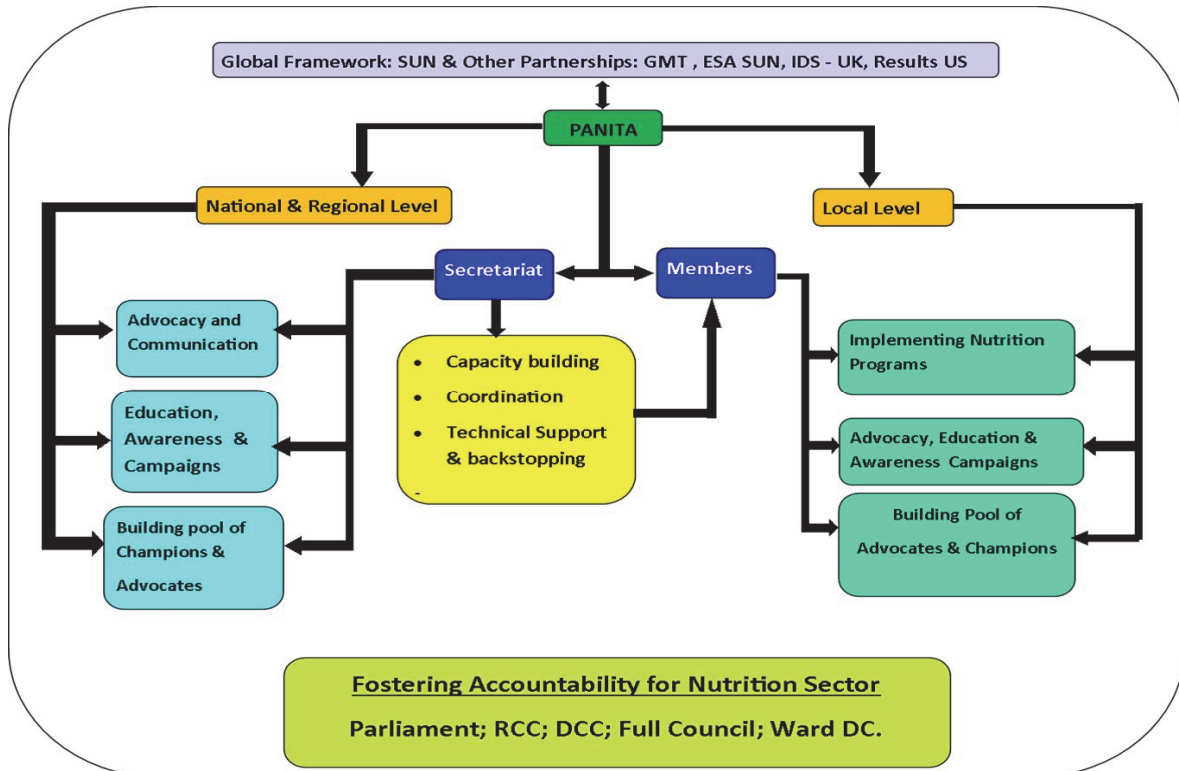 Global Framework: SUN & Other Partnerships: GMT , ESA SUN, IDS - UK, Results US
PANITA
National & Regional Level
Local Level
Secretariat
Members
Advocacy and
Communication
Education,
Awareness &
Campaigns
Building pool of
Champions &
Advocates
• Capacity building
• Coordination
• Technical Support
& backstopping
-
Implementing Nutrition
Programs
Advocacy, Education &
Awareness Campaigns
Building Pool of
Advocates & Champions
Fostering Accountability for Nutrition Sector
Parliament; RCC; DCC; Full Council; Ward DC.